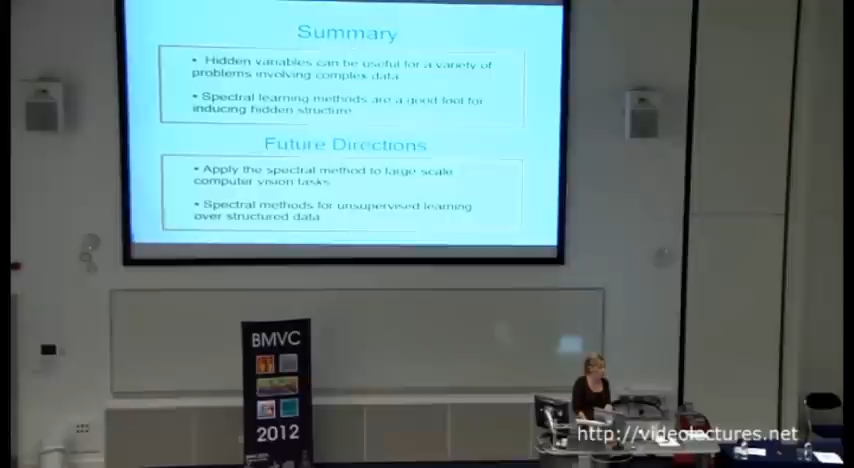 Summary
• Hidden variables can be useful for a variety of
problems involving complex data
• Spectral learning methods are a good tool for
inducing hidden structure
Future Directions
• Apply the spectral method to large scale
computer vision tasks
• Spectral methods for unsupervised learning
over structured data
BMVC
2012
http://videolectures.net